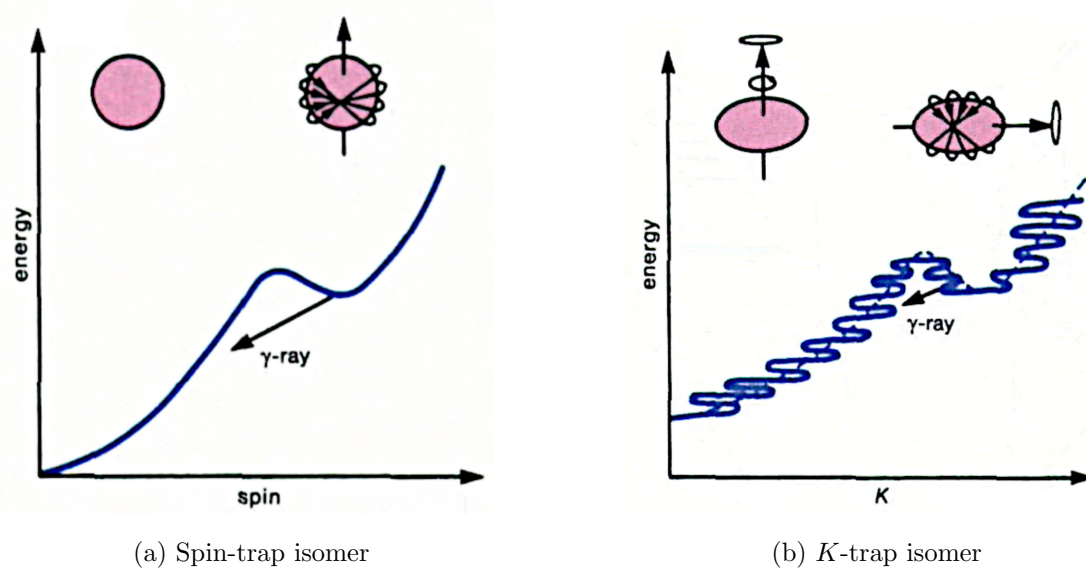 energy
γ-ray
spin
(a) Spin-trap isomer
energy
γ-ray
K
(b) K-trap isomer